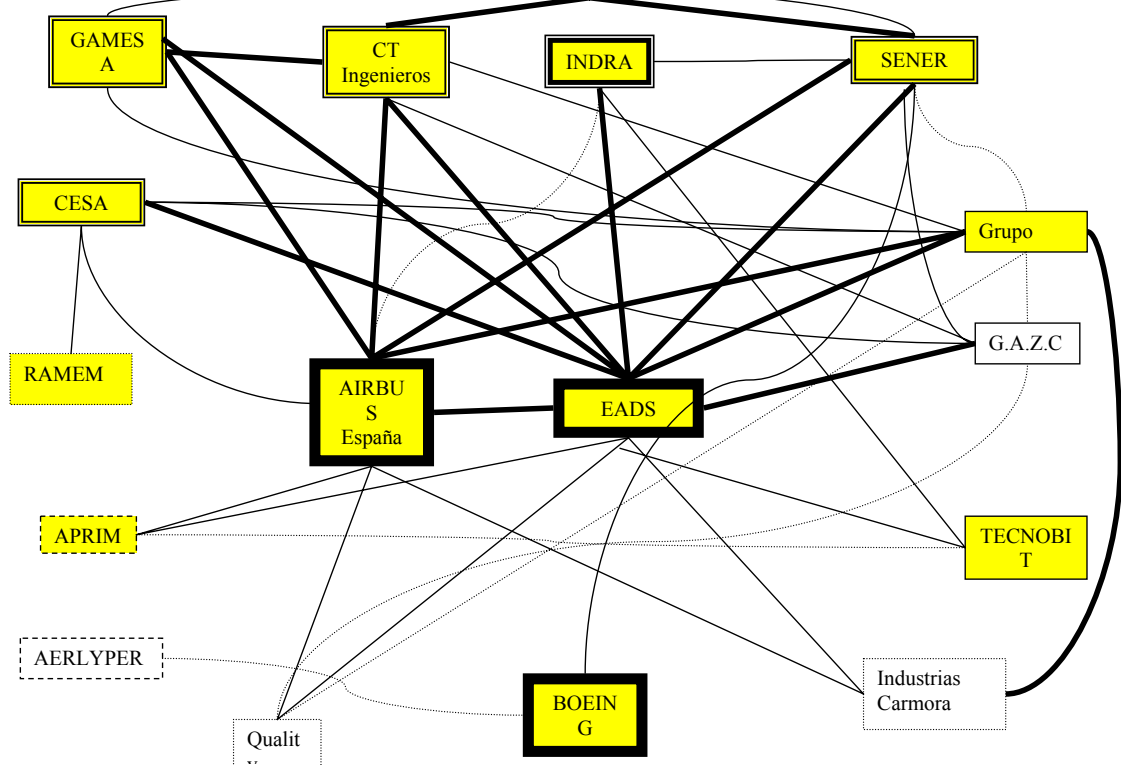 GAMES
A
CT
Ingenieros
INDRA
SENER
CESA
Grupo
G.A.Z.C
RAMEM
AIRBU
S
España
EADS
APRIM
TECNOBI
T
AERLYPER
Industrias
Carmora
BOEIN
G
Qualit